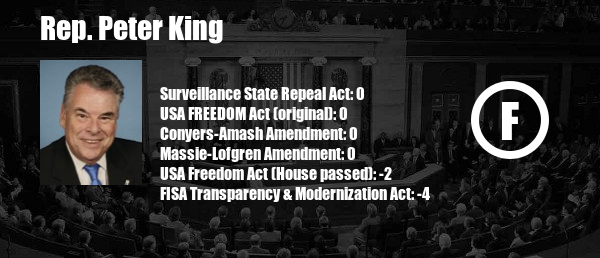 Rep. Peter King
Surveillance State Repeal Act: 0
USA FREEDOM Act (original): 0
Conyers-Amash Amendment: 0
Massie-Lofgren Amendment: 0
USA Freedom Act (House passed): -2
FISA Transparency & Modernization Act: -4
F